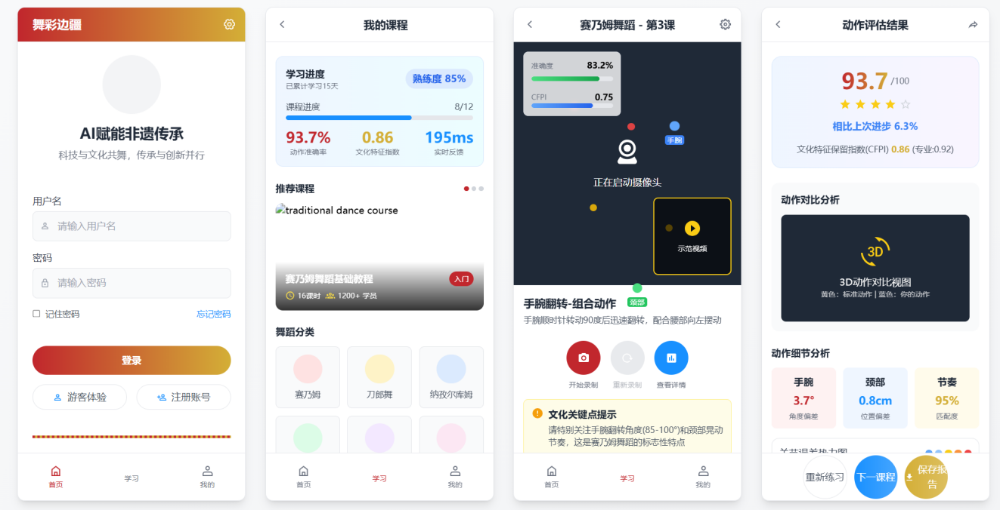 舞彩边疆
AI赋能非遗传承
科技与文化共舞，传承与创新并行
用户名
请输入用户名
密码
请输入密码
记住密码
忘记密码
登录
游客体验
注册账号
首页
学习
我的
我的课程
学习进度
已累计学习15天
熟练度 85%
课程进度
8/12
93.7%
0.86
195ms
动作准确率
文化特征指数
实时反馈
推荐课程
traditional dance course
赛乃姆舞蹈基础教程
入门
16课时
1200+ 学员
舞蹈分类
赛乃姆
刀郎舞
纳孜尔库姆
首页
学习
我的
赛乃姆舞蹈 - 第3课
准确度
83.2%
CFPI
0.75
手腕
正在启动摄像头
示范视频
颈部
手腕翻转-组合动作
手腕顺时针转动90度后迅速翻转，配合腰部向左摆动
开始录制
重新录制
查看详情
文化关键点提示
请特别关注手腕翻转角度(85-100°)和颈部晃动
节奏，这是赛乃姆舞蹈的标志性特点
首页
学习
我的
动作评估结果
93.7 /100
相比上次进步 6.3%
文化特征保留指数(CFPI) 0.86 (专业:0.92)
动作对比分析
3D
3D动作对比视图
黄色：标准动作 | 蓝色：你的动作
动作细节分析
手腕
颈部
节奏
3.7°
0.8cm
95%
角度偏差
位置偏差
匹配度
重新练习
下一课程
保存报
告